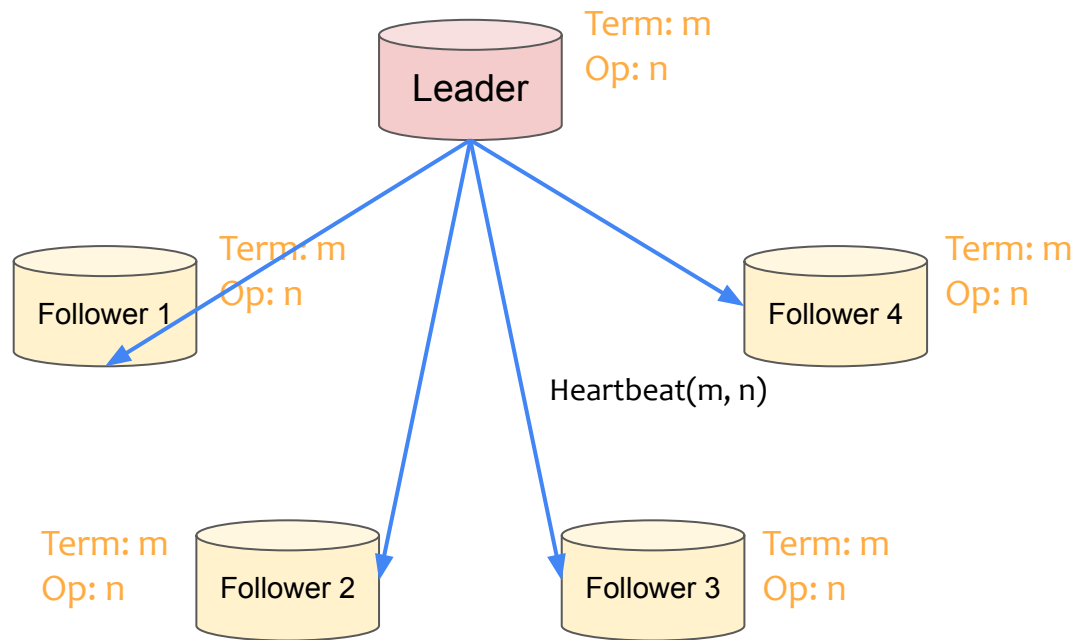 Term: m
Op: n
Leader
Term: m
Op: n
Follower 1
Term: m
Op: n
Follower 4
Heartbeat(m, n)
Term: m
Op: n
Follower 2
Term: m
Op: n
Follower 3